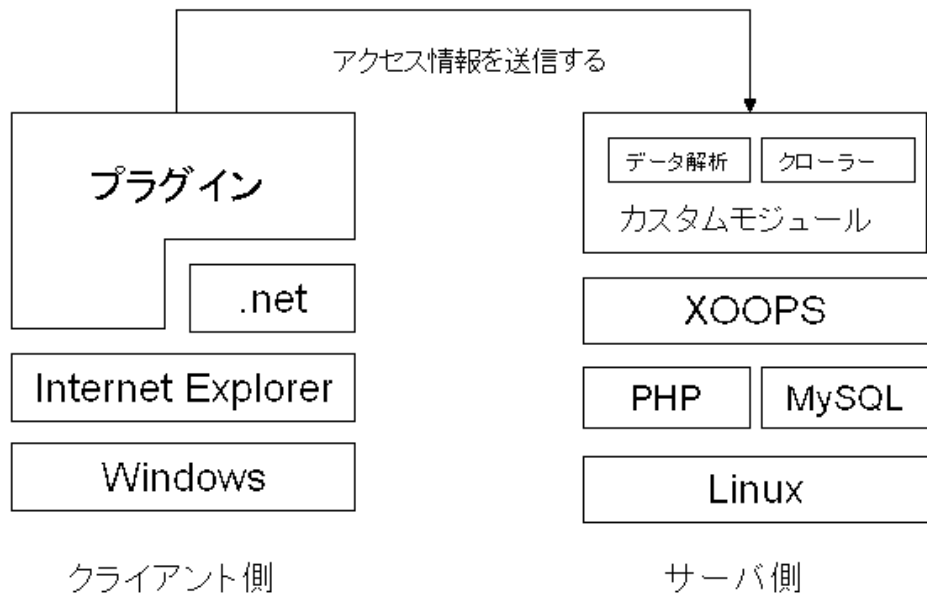 アクセス情報を送信する
プラグイン
.net
Internet Explorer
Windows
クライアント側
データ解析
クローラー
カスタムモジュール
XOOPS
PHP
MySQL
Linux
サーバ側